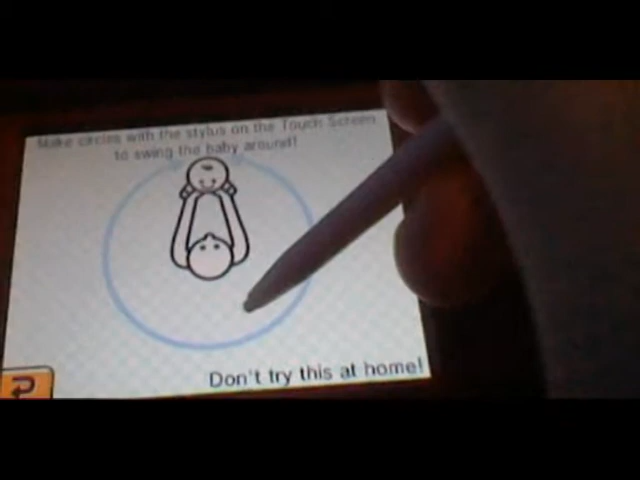 Make circles with the stylus on the Touch Screen
to swing the baby around!
Don't try this at home!